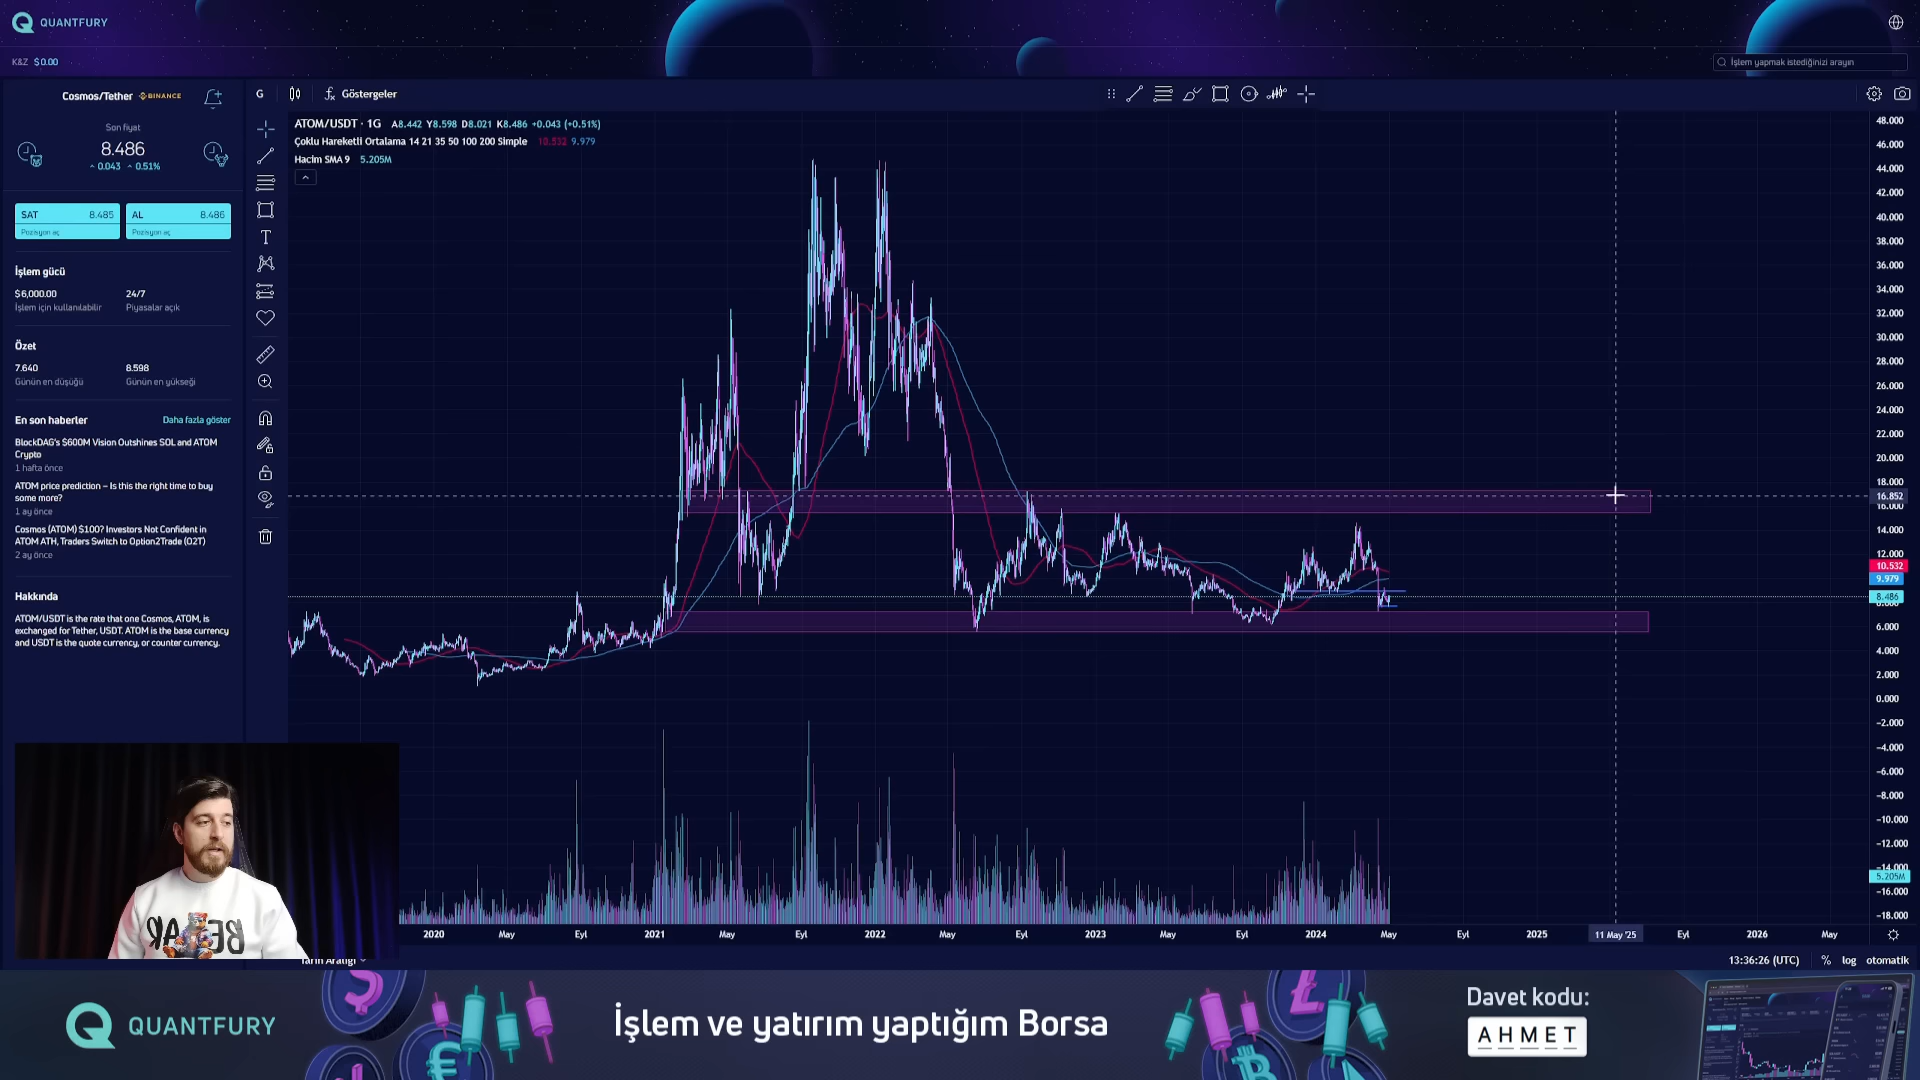 QUANTFURY
K&Z $0.00
İşlem yapmak istediğinizi arayın
Cosmos/Tether BINANCE
Son fiyat
8.486
0.043 0.51%
SAT 8.485 AL 8.486
Pozisyon aç Pozisyon aç
İşlem gücü
$6,000.00 24/7
İşlem için kullanılabilir Piyasalar açık
Özet
7.640 8.598
Günün en düşüğü Günün en yükseği
En son haberler Daha fazla göster
BlockDAG's $600M Vision Outshines SOL and ATOM
Crypto
1 hafta önce
ATOM price prediction – Is this the right time to buy
some more?
1 ay önce
Cosmos (ATOM) $100? Investors Not Confident in
ATOM ATH, Traders Switch to Option2Trade (O2T)
2 ay önce
Hakkında
ATOM/USDT is the rate that one Cosmos, ATOM, is
exchanged for Tether, USDT. ATOM is the base currency
and USDT is the quote currency, or counter currency.
G Göstergeler
ATOM/USDT · 1G A8.442 Y8.598 D8.021 K8.486 +0.043 (+0.51%)
Çoklu Hareketli Ortalama 14 21 35 50 100 200 Simple 10.532 9.979
Hacim SMA 9 5.205M
48.000
46.000
44.000
42.000
40.000
38.000
36.000
34.000
32.000
30.000
28.000
26.000
24.000
22.000
20.000
18.000
16.852
16.000
14.000
12.000
10.532
9.979
8.486
8.000
6.000
4.000
2.000
0.000
−2.000
−4.000
−6.000
−8.000
−10.000
−12.000
−14.000
5.205M
−16.000
−18.000
2020 May Eyl 2021 May Eyl 2022 May Eyl 2023 May Eyl 2024 May Eyl 2025 11 May '25 Eyl 2026 May
Tarih Aralığı 13:36:26 (UTC) % log otomatik
BEAR
QUANTFURY
İşlem ve yatırım yaptığım Borsa
Davet kodu:
AHMET